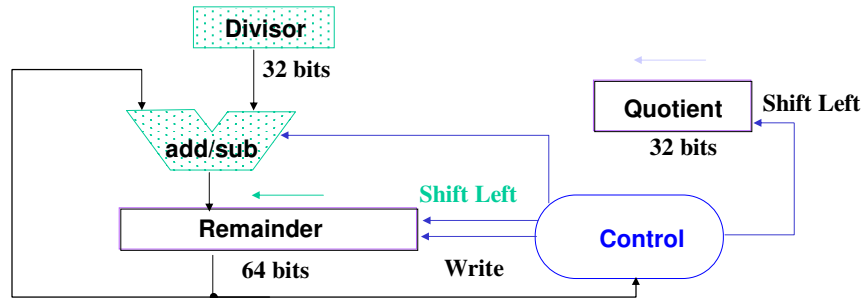 Divisor
32 bits
Quotient
Shift Left
32 bits
add/sub
Shift Left
Remainder
Control
64 bits
Write